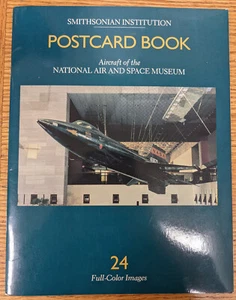 SMITHSONIAN INSTITUTION
POSTCARD BOOK
Aircraft of the
NATIONAL AIR AND SPACE MUSEUM
24
Full-Color Images